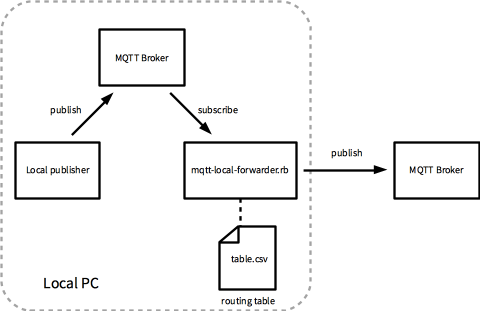 MQTT Broker
publish
subscribe
Local publisher
mqtt-local-forwarder.rb
publish
MQTT Broker
table.csv
Local PC
routing table